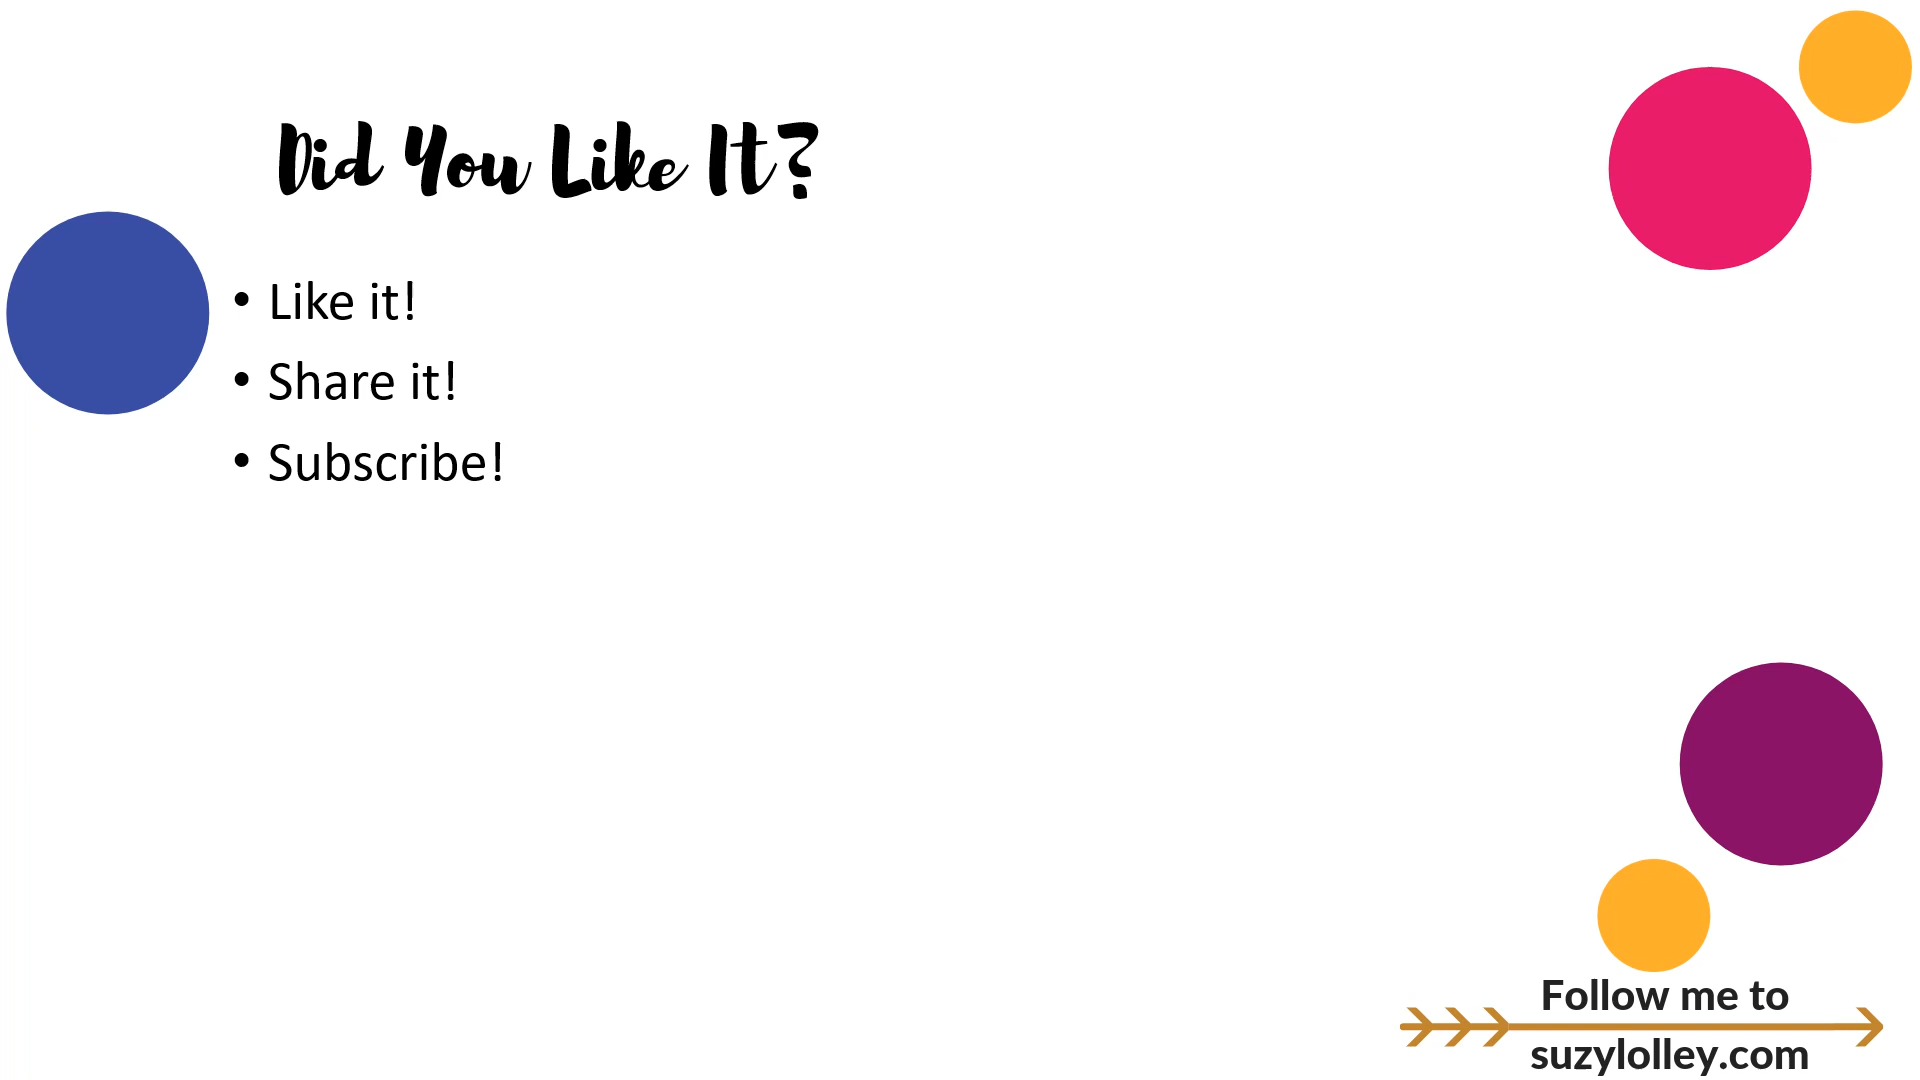 Did You Like It?
• Like it!
• Share it!
• Subscribe!
Follow me to
suzylolley.com